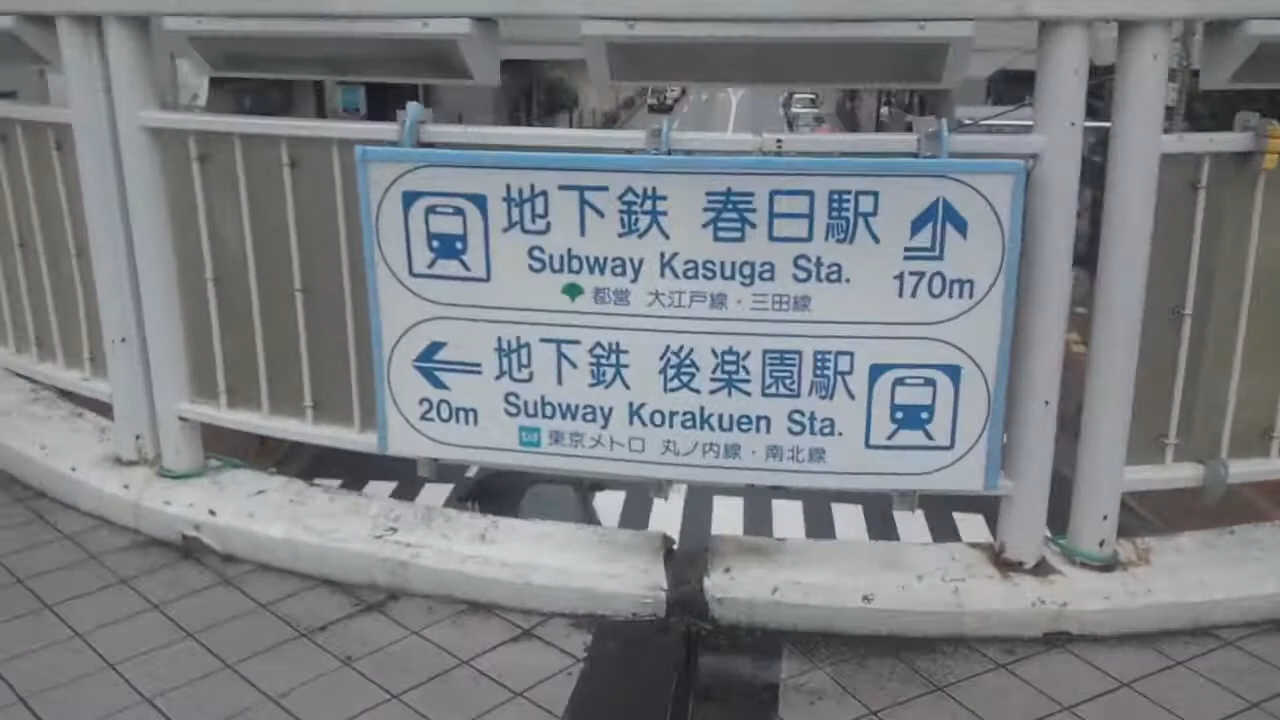 地下鉄 春日駅
Subway Kasuga Sta.
170m
都営 大江戸線・三田線
地下鉄 後楽園駅
20m
Subway Korakuen Sta.
東京メトロ 丸ノ内線・南北線